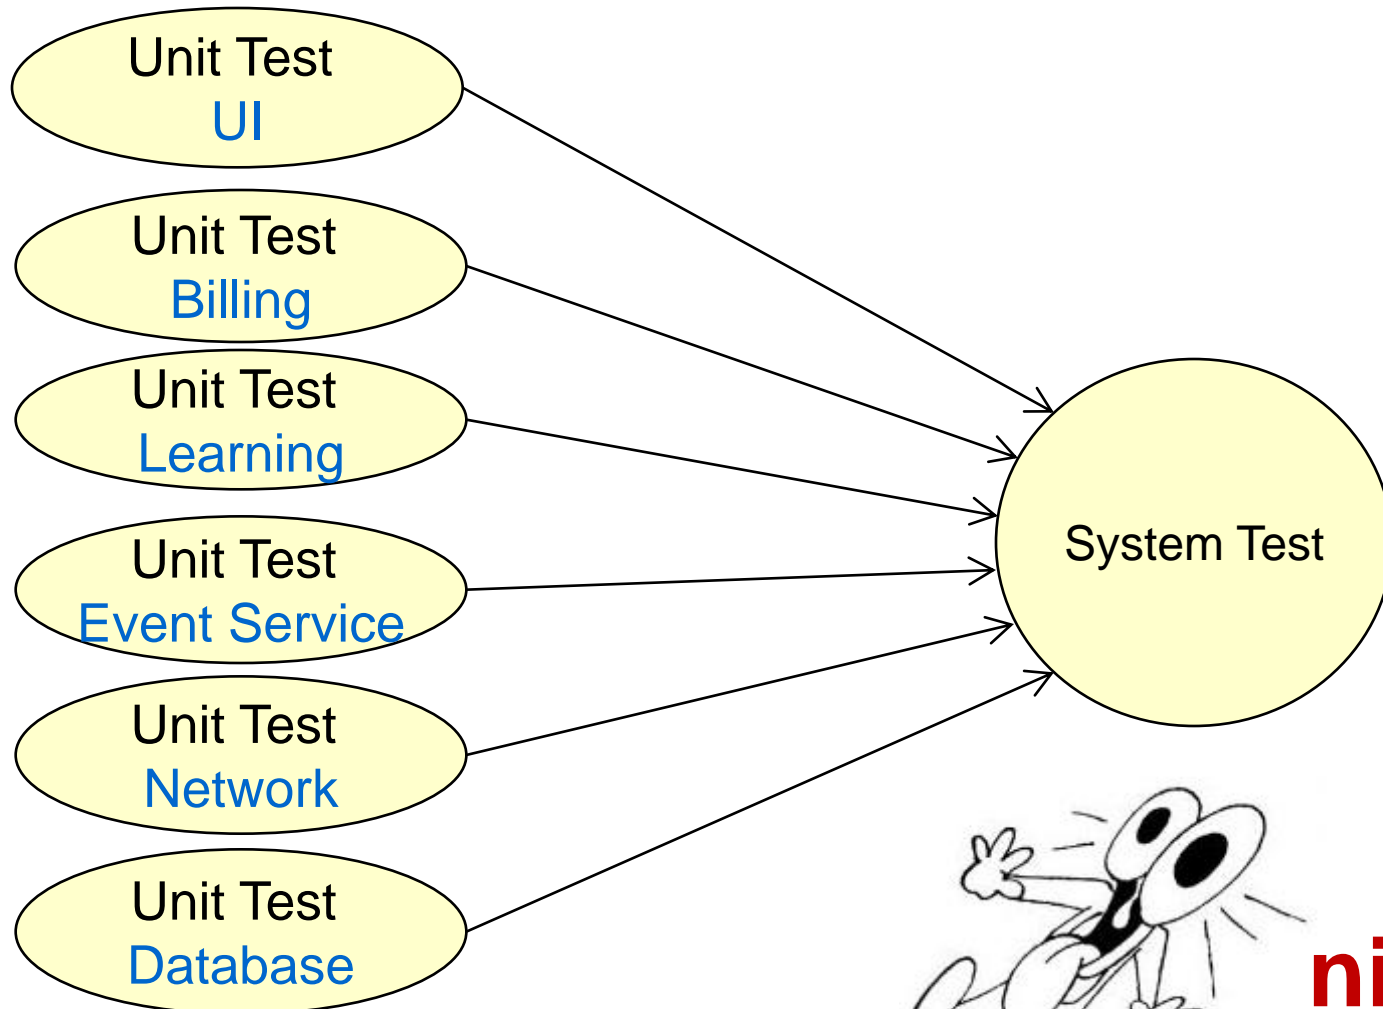 Unit Test
UI
Unit Test
Billing
Unit Test
Learning
Unit Test
Event Service
Unit Test
Network
Unit Test
Database
System Test
ni